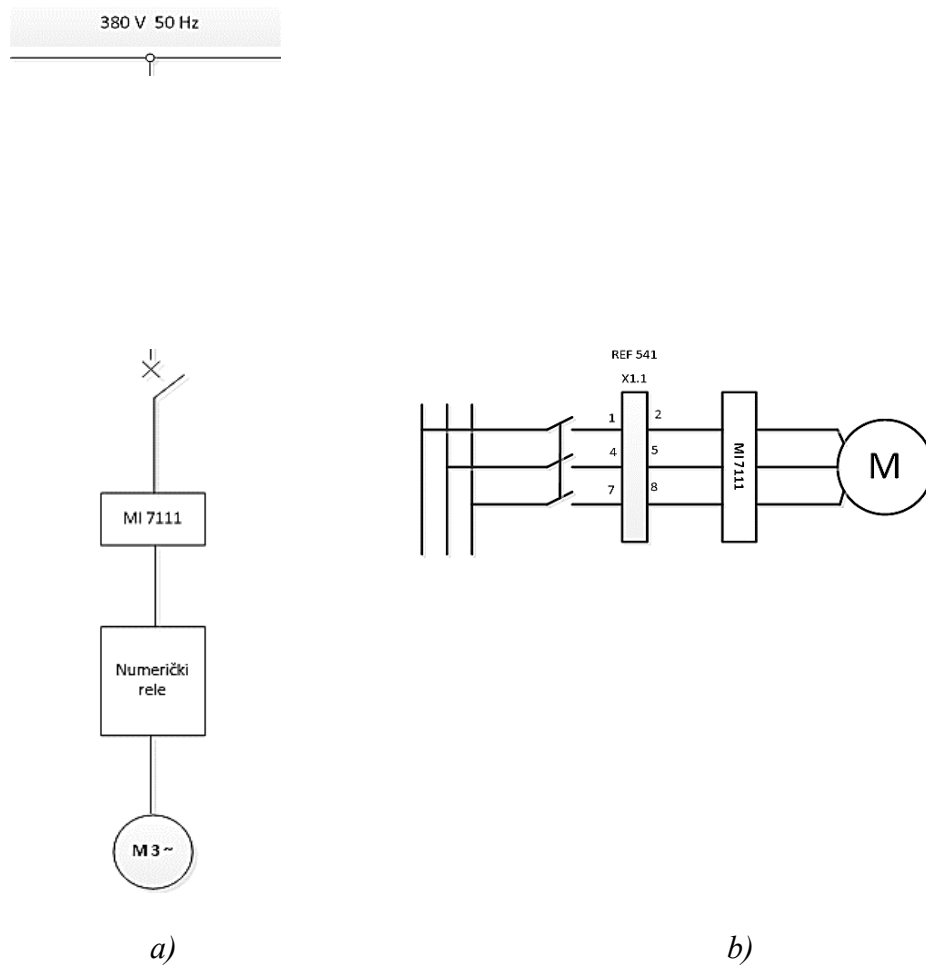 380 V 50 Hz
MI 7111
Numerički
rele
M 3 ~
REF 541
X1.1
1
2
4
5
7
8
MI 7111
M
a)
b)